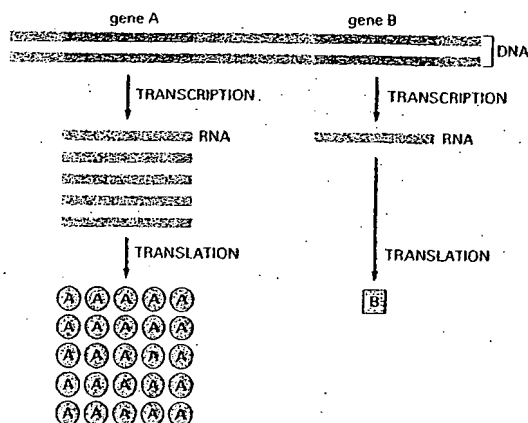 gene A gene B
DNA
TRANSCRIPTION TRANSCRIPTION
RNA RNA
TRANSLATION TRANSLATION
A A A A A B
A A A A A
A A A A A
A A A A A
A A A A A